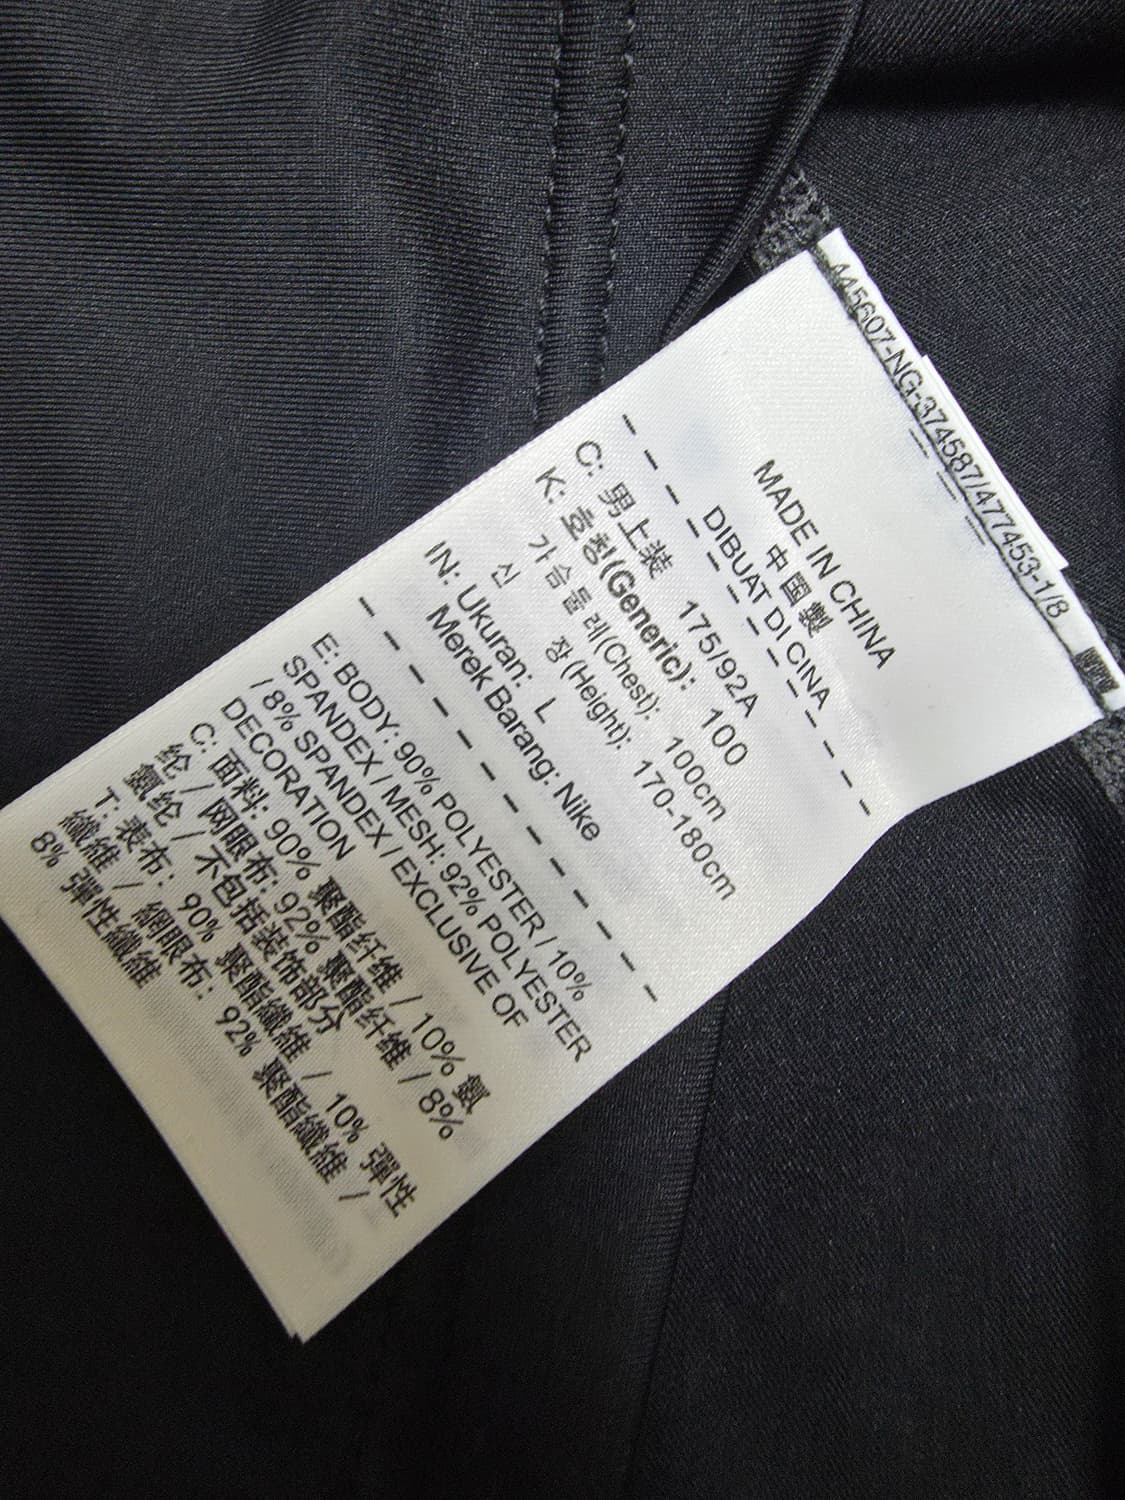 445607-NG-374587/477453-1/8
MADE IN CHINA
中國製
DIBUAT DI CINA
C: 男上装 175/92A
K: 호칭(Generic): 100
가슴둘레(Chest): 100cm
신 장(Height): 170-180cm
IN: Ukuran: L
Merek Barang: Nike
E: BODY: 90% POLYESTER / 10%
SPANDEX / MESH: 92% POLYESTER
/ 8% SPANDEX / EXCLUSIVE OF
DECORATION
C: 面料: 90% 聚酯纤维 / 10% 氨
纶 / 网眼布: 92% 聚酯纤维 / 8%
氨纶 / 不包括装饰部分
T: 表布: 90% 聚酯纖維 / 10% 彈性
纖維 / 網眼布: 92% 聚酯纖維 /
8% 彈性纖維